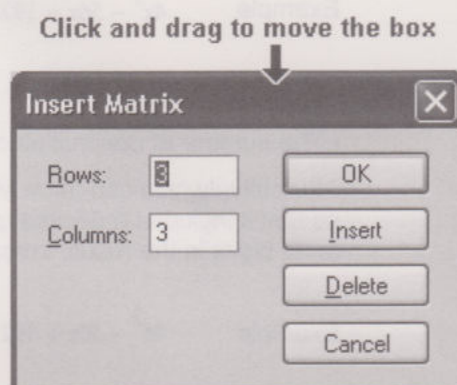 Click and drag to move the box
Insert Matrix
Rows: 3
OK
Columns: 3
Insert
Delete
Cancel